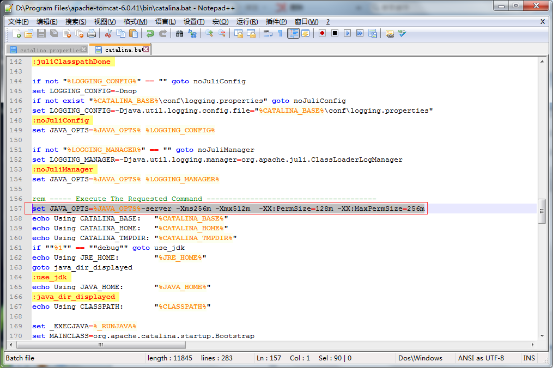 D:\Program Files\apache-tomcat-6.0.41\bin\catalina.bat - Notepad++
文件(F) 编辑(E) 搜索(S) 视图(V) 格式(M) 语言(L) 设置(T) 宏(O) 运行(R) 插件(P) 窗口(W) ?
catalina.properties
catalina.bat
142 :juliClasspathDone
143
144 if not "%LOGGING_CONFIG%" == "" goto noJuliConfig
145 set LOGGING_CONFIG=-Dnop
146 if not exist "%CATALINA_BASE%\conf\logging.properties" goto noJuliConfig
147 set LOGGING_CONFIG=-Djava.util.logging.config.file="%CATALINA_BASE%\conf\logging.properties"
148 :noJuliConfig
149 set JAVA_OPTS=%JAVA_OPTS% %LOGGING_CONFIG%
150
151 if not "%LOGGING_MANAGER%" == "" goto noJuliManager
152 set LOGGING_MANAGER=-Djava.util.logging.manager=org.apache.juli.ClassLoaderLogManager
153 :noJuliManager
154 set JAVA_OPTS=%JAVA_OPTS% %LOGGING_MANAGER%
155
156 rem ----- Execute The Requested Command
157 set JAVA_OPTS=%JAVA_OPTS%-server -Xms256m -Xmx512m -XX:PermSize=128m -XX:MaxPermSize=256m
158 echo Using CATALINA_BASE: "%CATALINA_BASE%"
159 echo Using CATALINA_HOME: "%CATALINA_HOME%"
160 echo Using CATALINA_TMPDIR: "%CATALINA_TMPDIR%"
161 if ""%1"" == ""debug"" goto use_jdk
162 echo Using JRE_HOME: "%JRE_HOME%"
163 goto java_dir_displayed
164 :use_jdk
165 echo Using JAVA_HOME: "%JAVA_HOME%"
166 :java_dir_displayed
167 echo Using CLASSPATH: "%CLASSPATH%"
168
169 set _EXECJAVA=%_RUNJAVA%
170 set MAINCLASS=org.apache.catalina.startup.Bootstrap
Batch file length : 11845 lines : 283 Ln : 157 Col : 1 Sel : 90 | 0 Dos\Windows ANSI as UTF-8 INS